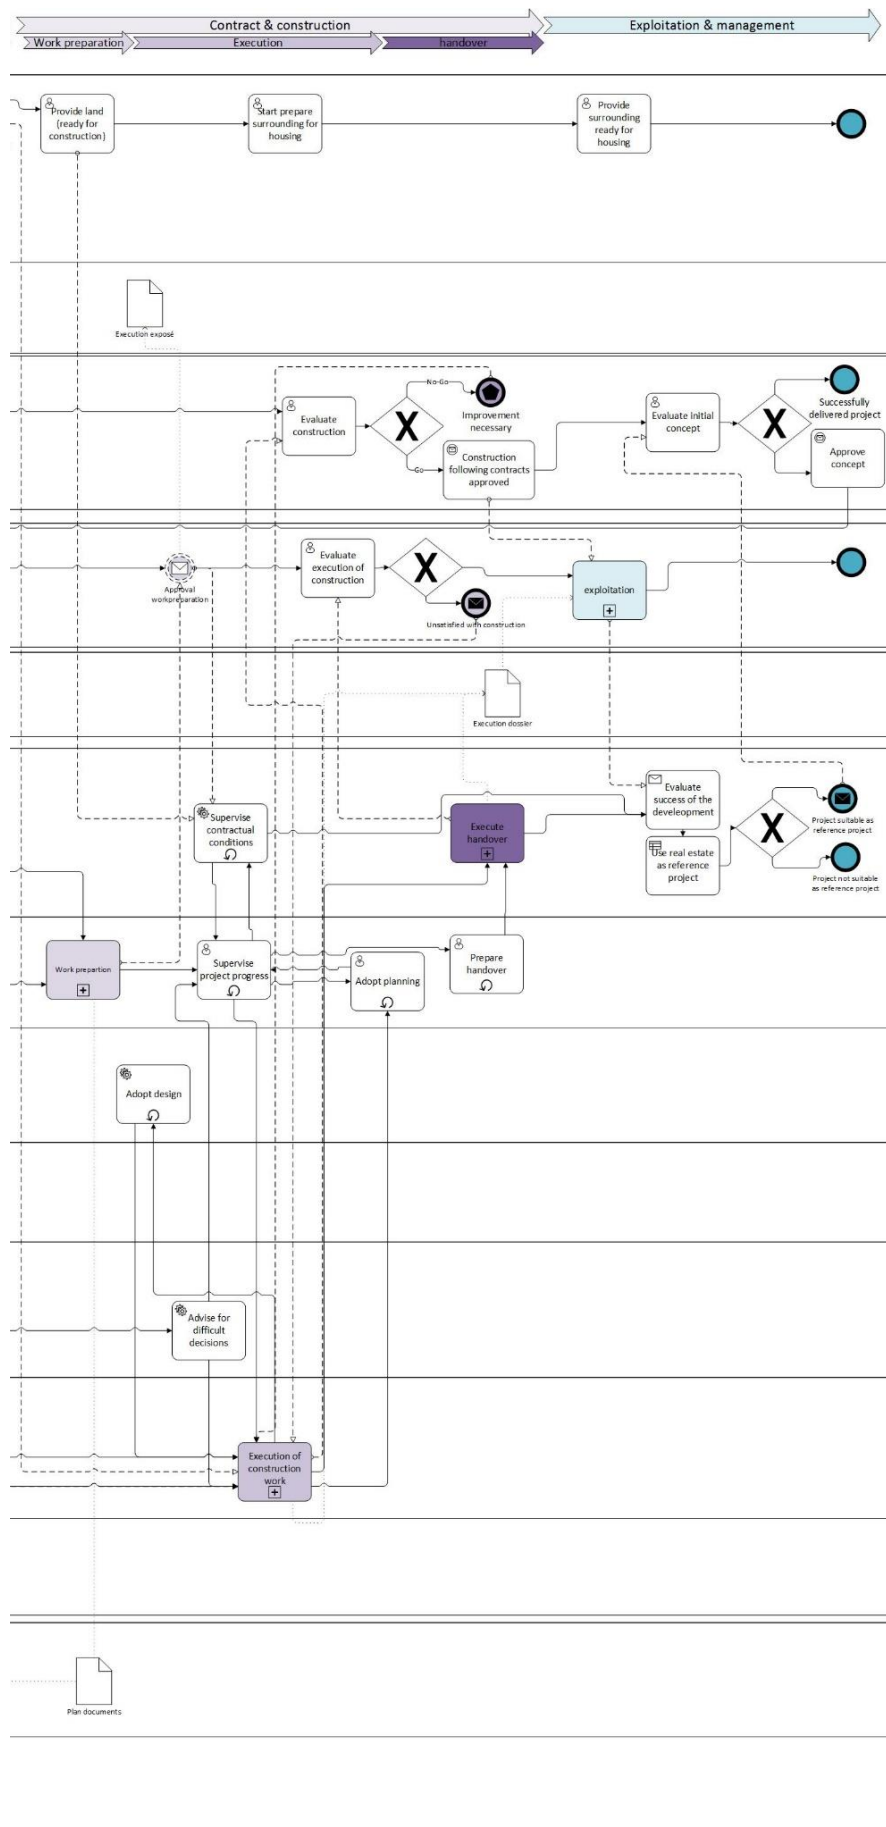 Contract & construction
Exploitation & management
Work preparation
Execution
handover
Provide land
(ready for
construction)
Start prepare
surrounding for
housing
Provide
surrounding
ready for
housing
Execution exposé
No-Go
Evaluate
construction
X
Improvement
necessary
Go
Construction
following contracts
approved
Evaluate initial
concept
X
Successfully
delivered project
Approve
concept
Approval
workpreparation
Evaluate
execution of
construction
X
Unsatisfied with construction
exploitation
Execution dossier
Supervise
contractual
conditions
Execute
handover
Evaluate
success of the
develeopment
Use real estate
as reference
project
X
Project suitable as
reference project
Project not suitable
as reference project
Work prepartion
Supervise
project progress
Adopt planning
Prepare
handover
Adopt design
Advise for
difficult
decisions
Execution of
construction
work
Plan documents